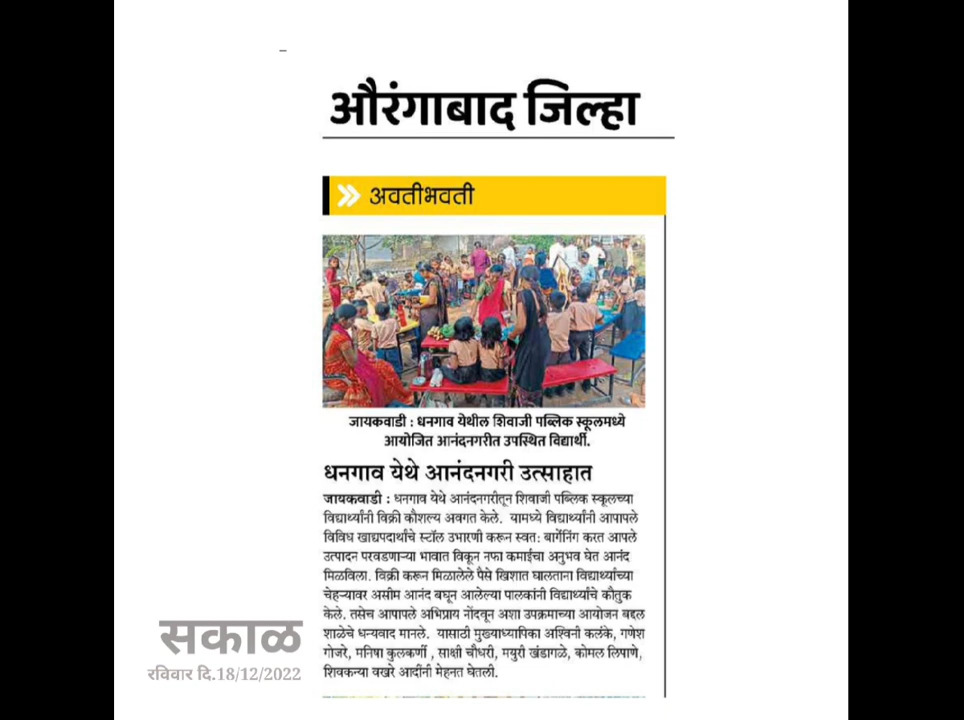 औरंगाबाद जिल्हा
अवतीभवती
जायकवाडी : धनगाव येथील शिवाजी पब्लिक स्कूलमध्ये
आयोजित आनंदनगरीत उपस्थित विद्यार्थी.
धनगाव येथे आनंदनगरी उत्साहात
जायकवाडी : धनगाव येथे आनंदनगरीतून शिवाजी पब्लिक स्कूलच्या
विद्यार्थ्यांनी विक्री कौशल्य अवगत केले. यामध्ये विद्यार्थ्यांनी आपापले
विविध खाद्यपदार्थांचे स्टॉल उभारणी करून स्वत: बार्गेनिंग करत आपले
उत्पादन परवडणाऱ्या भावात विकून नफा कमाईचा अनुभव घेत आनंद
मिळविला. विक्री करून मिळालेले पैसे खिशात घालताना विद्यार्थ्यांच्या
चेहऱ्यावर असीम आनंद बघून आलेल्या पालकांनी विद्यार्थ्यांचे कौतुक
केले. तसेच आपापले अभिप्राय नोंदवून अशा उपक्रमाच्या आयोजन बद्दल
शाळेचे धन्यवाद मानले. यासाठी मुख्याध्यापिका अश्विनी कलंके, गणेश
गोजरे, मनिषा कुलकर्णी , साक्षी चौधरी, मयुरी खंडागळे, कोमल लिपाणे,
शिवकन्या वखरे आदींनी मेहनत घेतली.
सकाळ
रविवार दि.18/12/2022